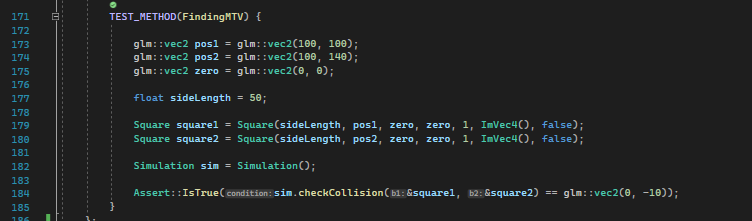 171 TEST_METHOD(FindingMTV) {
172
173 glm::vec2 pos1 = glm::vec2(100, 100);
174 glm::vec2 pos2 = glm::vec2(100, 140);
175 glm::vec2 zero = glm::vec2(0, 0);
176
177 float sideLength = 50;
178
179 Square square1 = Square(sideLength, pos1, zero, zero, 1, ImVec4(), false);
180 Square square2 = Square(sideLength, pos2, zero, zero, 1, ImVec4(), false);
181
182 Simulation sim = Simulation();
183
184 Assert::IsTrue(condition:sim.checkCollision(b1:&square1, b2:&square2) == glm::vec2(0, -10));
185 }
186 };